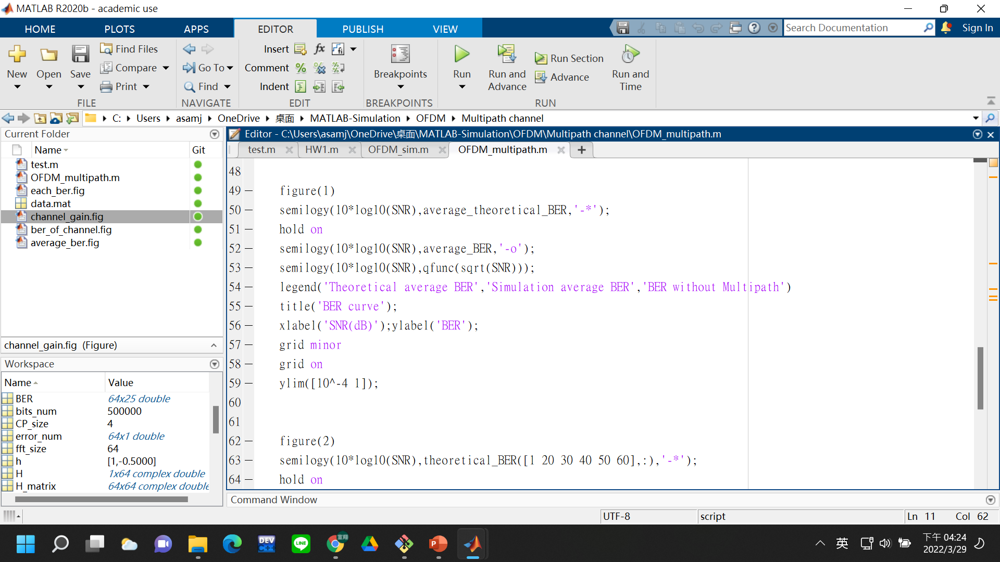 MATLAB R2020b - academic use
HOME PLOTS APPS EDITOR PUBLISH VIEW Search Documentation Sign In
New Open Save Find Files Compare Print
Go To Find
Insert fx fi
Comment
Indent
Breakpoints
Run Run and Advance Run Section Advance Run and Time
FILE NAVIGATE EDIT BREAKPOINTS RUN
C: Users asamj OneDrive 桌面 MATLAB-Simulation OFDM Multipath channel
Current Folder
Name Git
test.m
OFDM_multipath.m
each_ber.fig
data.mat
channel_gain.fig
ber_of_channel.fig
average_ber.fig
channel_gain.fig (Figure)
Workspace
Name Value
BER 64x25 double
bits_num 500000
CP_size 4
error_num 64x1 double
fft_size 64
h [1,-0.5000]
H 1x64 complex double
H_matrix 64x64 complex double
Editor - C:\Users\asamj\OneDrive\桌面\MATLAB-Simulation\OFDM\Multipath channel\OFDM_multipath.m
test.m HW1.m OFDM_sim.m OFDM_multipath.m
48
49 figure(1)
50 semilogy(10*log10(SNR),average_theoretical_BER,'-*');
51 hold on
52 semilogy(10*log10(SNR),average_BER,'-o');
53 semilogy(10*log10(SNR),qfunc(sqrt(SNR)));
54 legend('Theoretical average BER','Simulation average BER','BER without Multipath')
55 title('BER curve');
56 xlabel('SNR(dB)');ylabel('BER');
57 grid minor
58 grid on
59 ylim([10^-4 1]);
60
61
62 figure(2)
63 semilogy(10*log10(SNR),theoretical_BER([1 20 30 40 50 60],:),'-*');
64 hold on
Command Window
UTF-8 script Ln 11 Col 62
DEV C++ LINE 宣翔 P 英 下午 04:24
2022/3/29